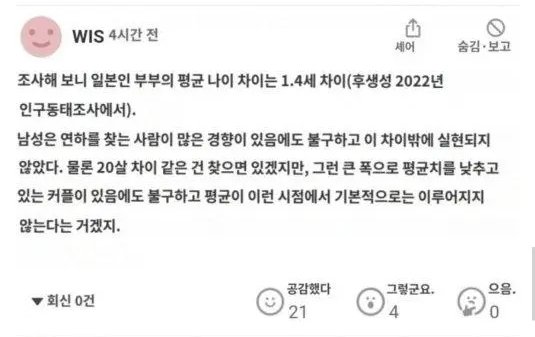 WIS 4시간 전
셰어
숨김·보고
조사해 보니 일본인 부부의 평균 나이 차이는 1.4세 차이(후생성 2022년
인구동태조사에서).
남성은 연하를 찾는 사람이 많은 경향이 있음에도 불구하고 이 차이밖에 실현되지
않았다. 물론 20살 차이 같은 건 찾으면 있겠지만, 그런 큰 폭으로 평균치를 낮추고
있는 커플이 있음에도 불구하고 평균이 이런 시점에서 기본적으로는 이루어지지
않는다는 거겠지.
▼ 회신 0건
공감했다
21
그렇군요.
4
으음.
0